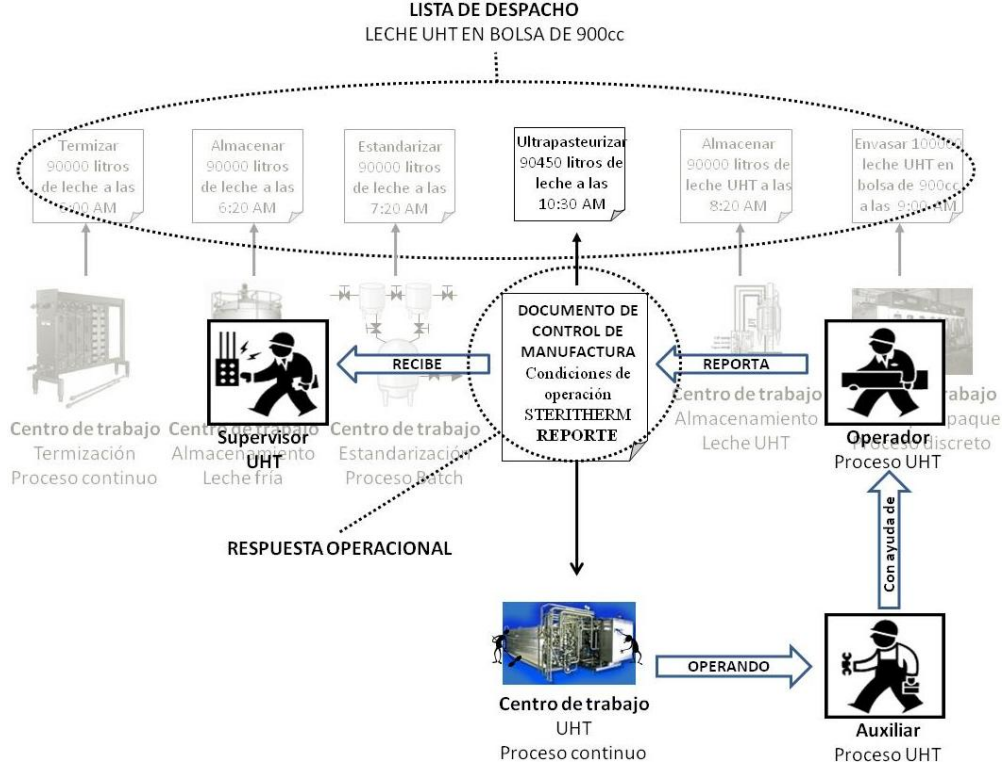 LISTA DE DESPACHO
LECHE UHT EN BOLSA DE 900cc
Termizar
90000 litros
de leche a las
6:00 AM
Almacenar
90000 litros
de leche a las
6:20 AM
Estandarizar
90000 litros
de leche a las
7:20 AM
Ultrapasteurizar
90450 litros de
leche a las
10:30 AM
Almacenar
90000 litros de
leche UHT a las
8:20 AM
Envasar 100000
leche UHT en
bolsa de 900cc
a las 9:00 AM
DOCUMENTO DE
CONTROL DE
MANUFACTURA
Condiciones de
operación
STERITHERM
REPORTE
RECIBE
REPORTA
Centro de trabajo
Termización
Proceso continuo
Centro de trabajo
Almacenamiento
Leche fría
Supervisor
UHT
Centro de trabajo
Estandarización
Proceso Batch
Centro de trabajo
Almacenamiento
Leche UHT
trabajo
paque
Proceso discreto
Operador
Proceso UHT
RESPUESTA OPERACIONAL
Con ayuda de
OPERANDO
Centro de trabajo
UHT
Proceso continuo
Auxiliar
Proceso UHT